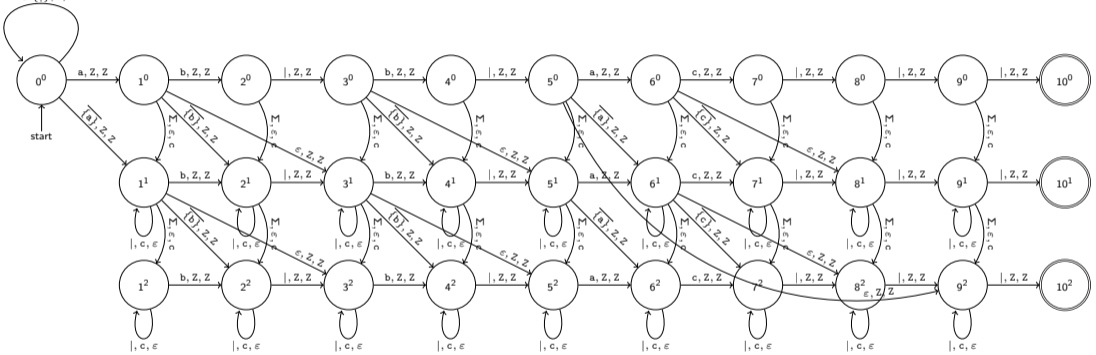 0⁰ a, Z, Z 1⁰ b, Z, Z 2⁰ |, Z, Z 3⁰ b, Z, Z 4⁰ |, Z, Z 5⁰ a, Z, Z 6⁰ c, Z, Z 7⁰ |, Z, Z 8⁰ |, Z, Z 9⁰ |, Z, Z 10⁰
start
{a̅}, Z, Z M, ε, c {b̅}, Z, Z M, ε, c ε, Z, Z M, ε, c {b̅}, Z, Z M, ε, c ε, Z, Z M, ε, c {a̅}, Z, Z M, ε, c {c̅}, Z, Z M, ε, c ε, Z, Z M, ε, c M, ε, c
1¹ b, Z, Z 2¹ |, Z, Z 3¹ b, Z, Z 4¹ |, Z, Z 5¹ a, Z, Z 6¹ c, Z, Z 7¹ |, Z, Z 8¹ |, Z, Z 9¹ |, Z, Z 10¹
|, c, ε |, c, ε |, c, ε |, c, ε |, c, ε |, c, ε |, c, ε |, c, ε |, c, ε
M, ε, c {b̅}, Z, Z M, ε, c ε, Z, Z M, ε, c {b̅}, Z, Z M, ε, c ε, Z, Z M, ε, c {a̅}, Z, Z M, ε, c {c̅}, Z, Z M, ε, c ε, Z, Z M, ε, c M, ε, c
1² b, Z, Z 2² |, Z, Z 3² b, Z, Z 4² |, Z, Z 5² a, Z, Z 6² c, Z, Z 7² |, Z, Z 8² |, Z, Z 9² |, Z, Z 10²
ε, Z, Z
|, c, ε |, c, ε |, c, ε |, c, ε |, c, ε |, c, ε |, c, ε |, c, ε |, c, ε